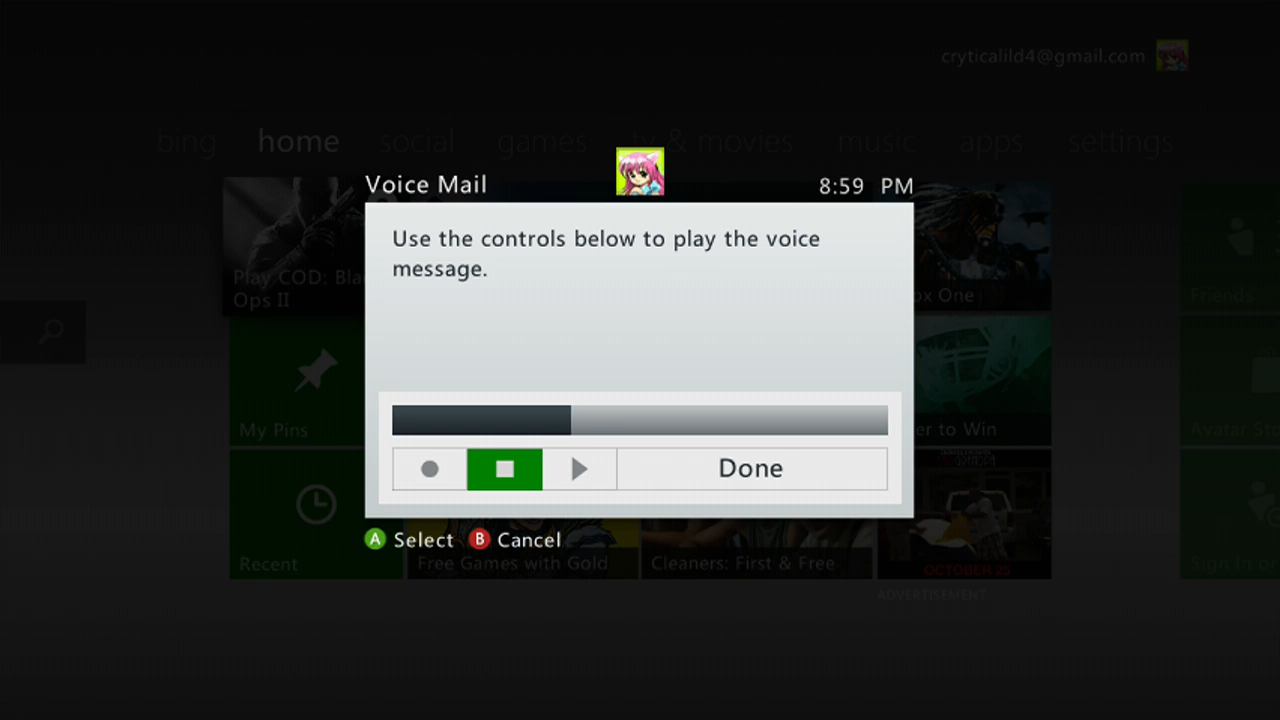 cryticalild4@gmail.com
bing home social games tv & movies music apps settings
Voice Mail
8:59 PM
Use the controls below to play the voice
message.
Done
A Select B Cancel
Play COD: Bla
Ops II
My Pins
Recent
Free Games with Gold
Cleaners: First & Free
ox One
er to Win
OCTOBER 25
ADVERTISEMENT
Friends
Avatar St
Sign In o